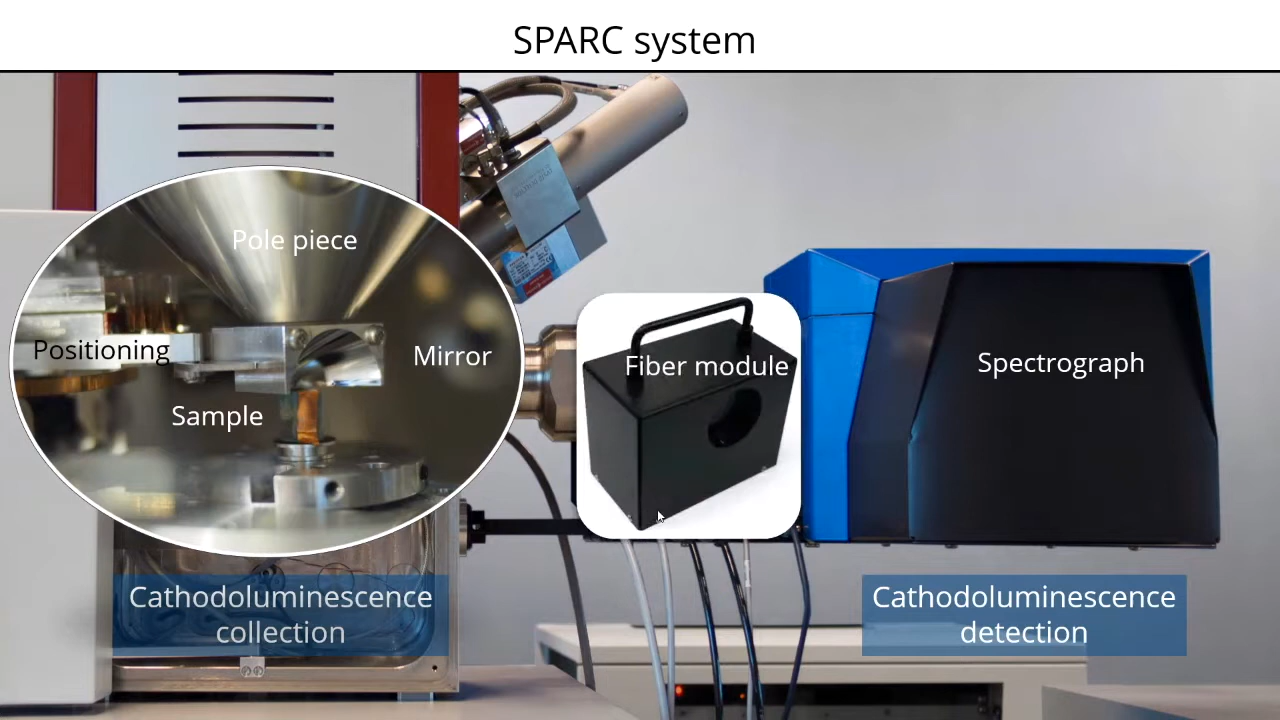 SPARC system
Pole piece
Positioning
Mirror
Sample
Fiber module
Spectrograph
Cathodoluminescence
collection
Cathodoluminescence
detection